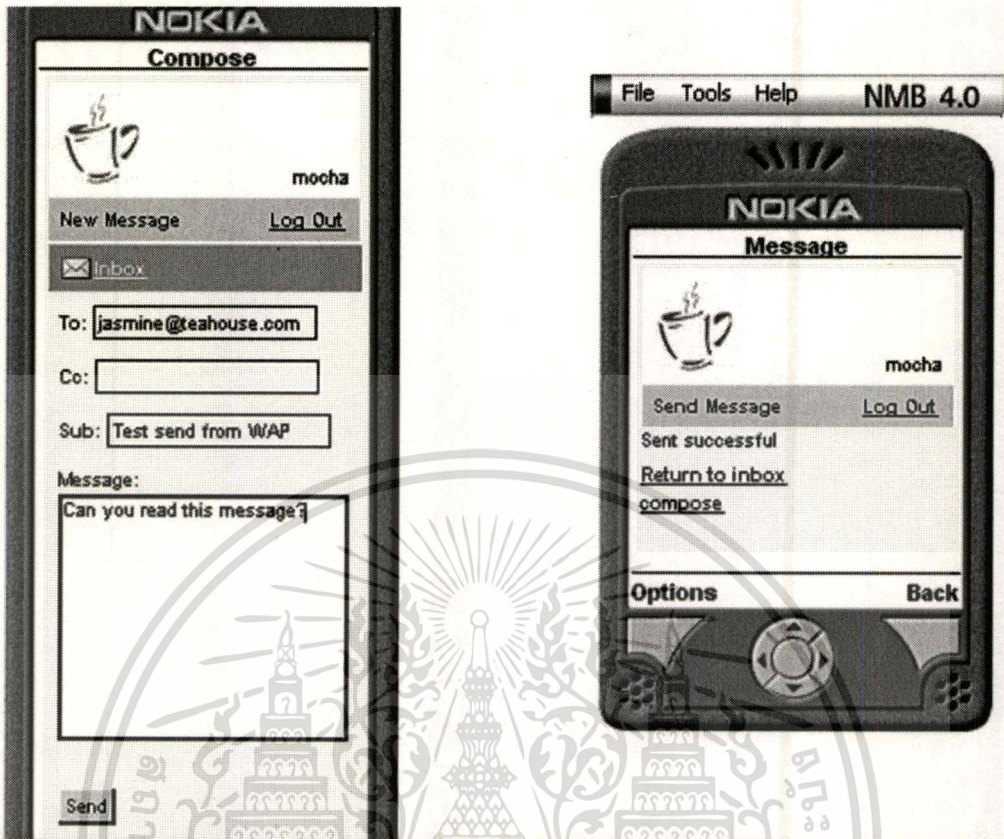 NOKIA
Compose
mocha
New Message Log Out
Inbox
To: jasmine@teahouse.com
Cc:
Sub: Test send from WAP
Message:
Can you read this message?
Send
File Tools Help NMB 4.0
NOKIA
Message
mocha
Send Message Log Out
Sent successful
Return to inbox
compose
Options Back